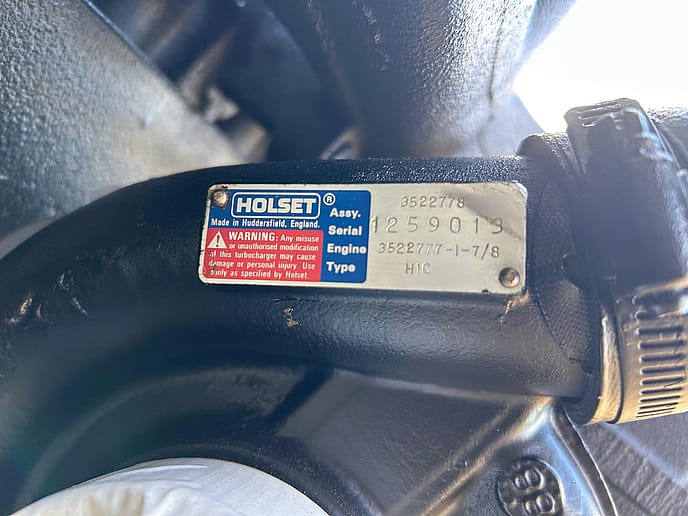 HOLSET ®
Made in Huddersfield, England.
WARNING: Any misuse
or unauthorised modification
of this turbocharger may cause
damage or personal injury. Use
only as specified by Holset.
Assy. 3522778
Serial 1259013
Engine 3522777-1-7/8
Type H1C